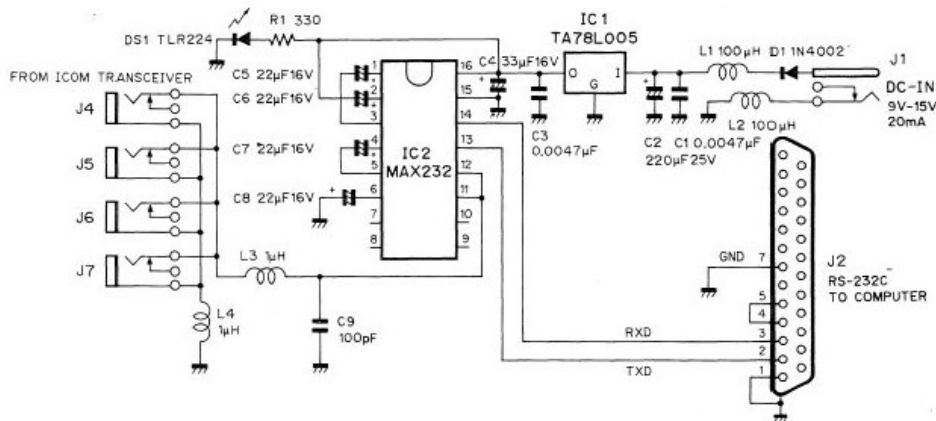 R1 330
DS1 TLR224
IC1
TA78L005
L1 100μH
D1 1N4002
J1
C4 33μF16V
O
G
I
DC-IN
9V-15V
20mA
L2 100μH
C3
0.0047μF
C2
C1 0.0047μF
220μF25V
FROM ICOM TRANSCEIVER
J4
J5
J6
J7
C5 22μF16V
C6 22μF16V
C7 22μF16V
C8 22μF16V
+
IC2
MAX232
1
2
3
4
5
6
7
8
16
15
14
13
12
11
10
9
L3 1μH
L4
1μH
C9
100pF
GND
7
J2
RS-232C
TO COMPUTER
5
4
3
2
1
RXD
TXD